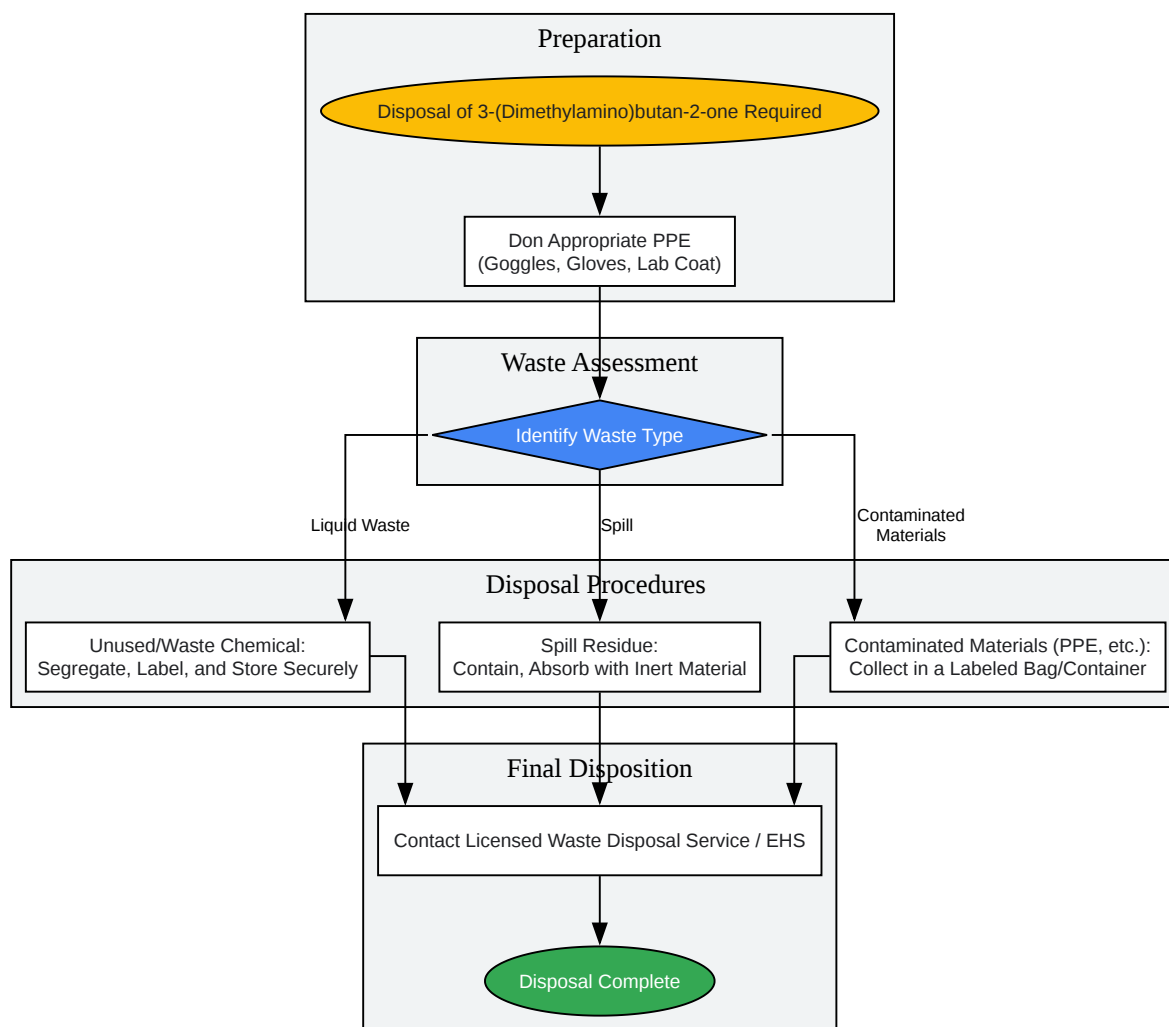 Preparation
Disposal of 3-(Dimethylamino)butan-2-one Required
Don Appropriate PPE
(Goggles, Gloves, Lab Coat)
Waste Assessment
Identify Waste Type
Liquid Waste
Spill
Contaminated
Materials
Disposal Procedures
Unused/Waste Chemical:
Segregate, Label, and Store Securely
Spill Residue:
Contain, Absorb with Inert Material
Contaminated Materials (PPE, etc.):
Collect in a Labeled Bag/Container
Final Disposition
Contact Licensed Waste Disposal Service / EHS
Disposal Complete